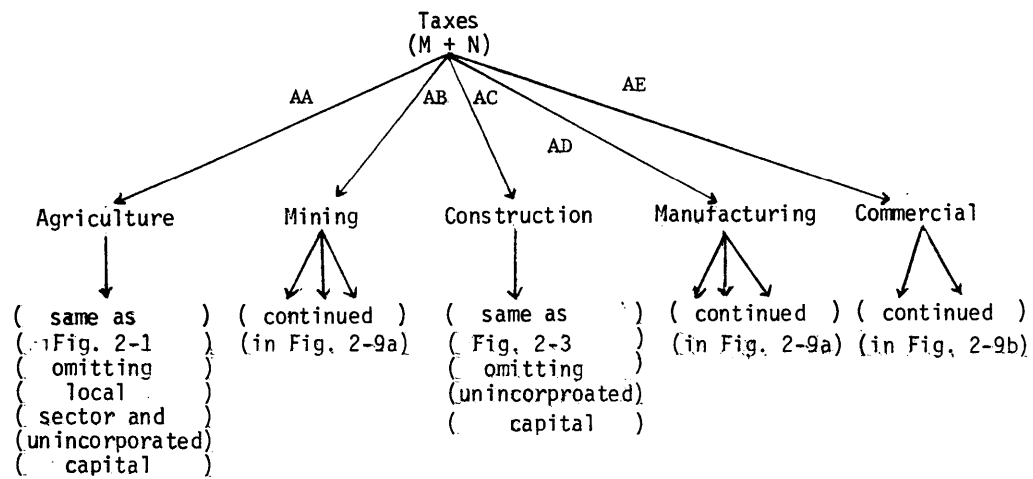 Taxes
(M + N)
AA AB AC AD AE
Agriculture Mining Construction Manufacturing Commercial
( same as ) ( continued ) ( same as ) ( continued ) ( continued )
( Fig. 2-1 ) (in Fig. 2-9a) ( Fig. 2-3 ) (in Fig. 2-9a) (in Fig. 2-9b)
( omitting ) ( omitting )
( local ) (unincorproated)
( sector and ) ( capital )
(unincorporated)
( capital )